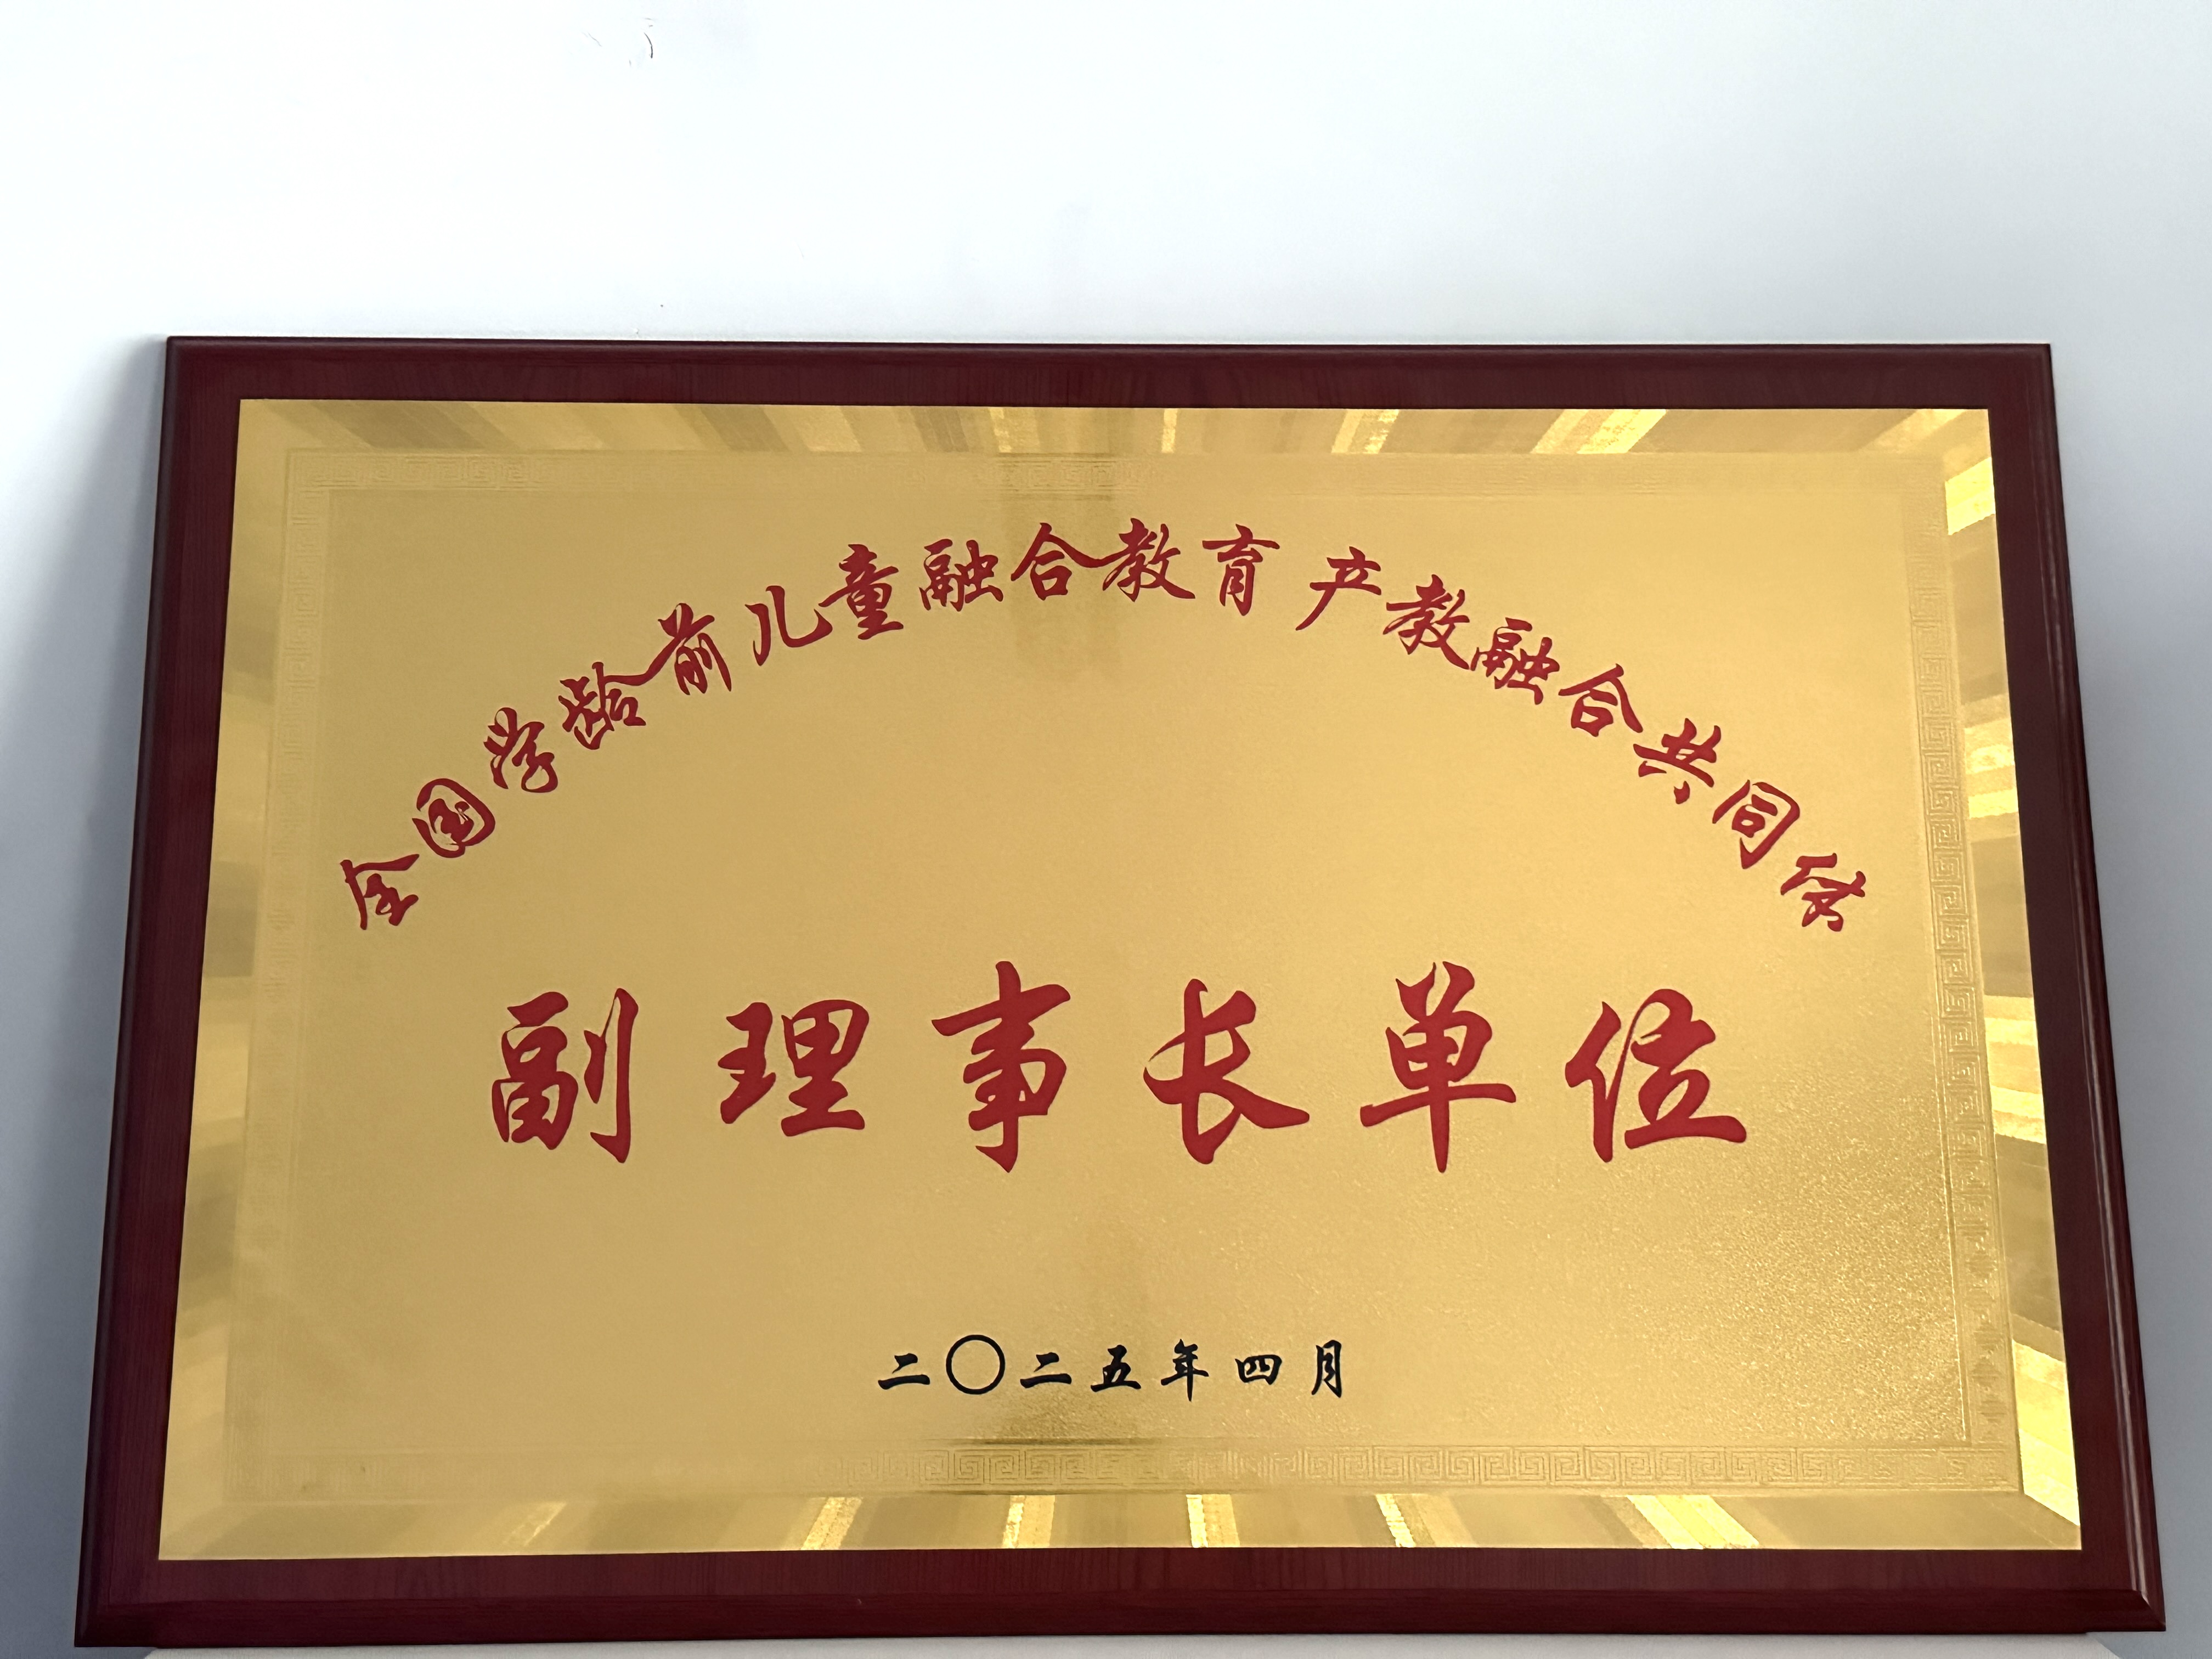 全国学龄前儿童融合教育产教融合共同体
副理事长单位
二〇二五年四月